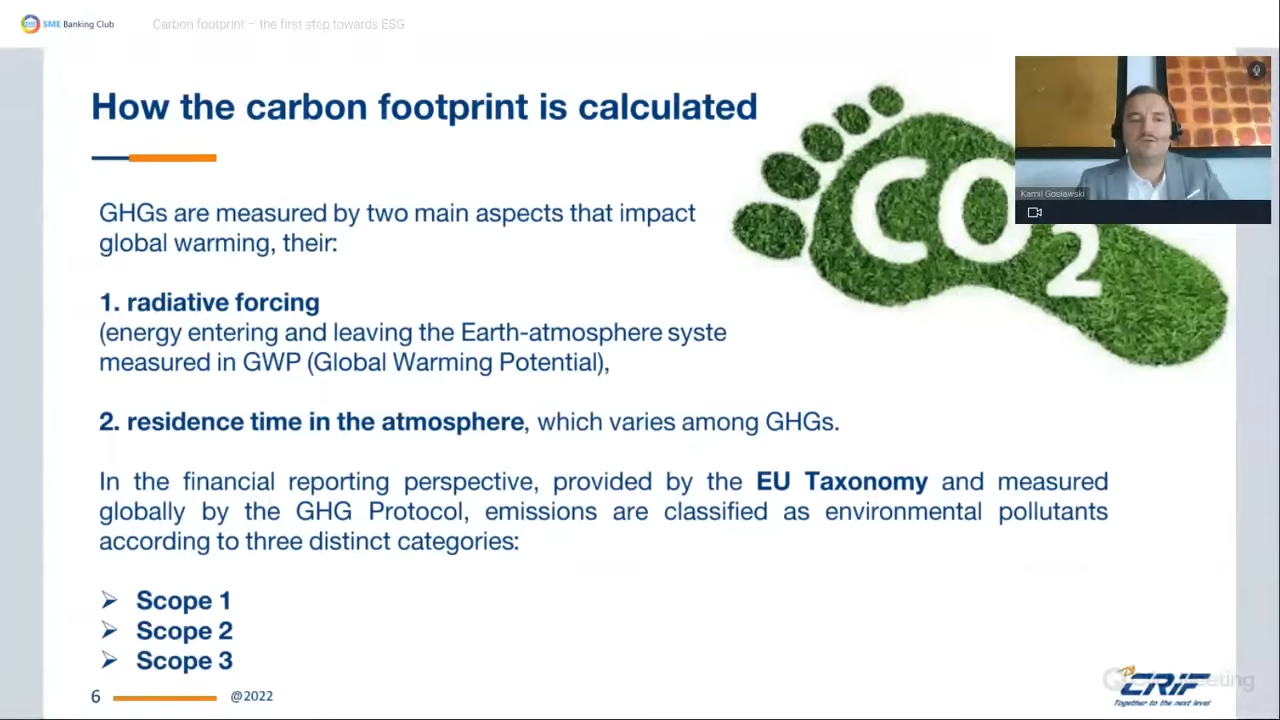 SME Banking Club
Carbon footprint – the first step towards ESG
How the carbon footprint is calculated
CO2
Kamil Gosławski
GHGs are measured by two main aspects that impact
global warming, their:
1. radiative forcing
(energy entering and leaving the Earth-atmosphere syste
measured in GWP (Global Warming Potential),
2. residence time in the atmosphere, which varies among GHGs.
In the financial reporting perspective, provided by the EU Taxonomy and measured
globally by the GHG Protocol, emissions are classified as environmental pollutants
according to three distinct categories:
➢ Scope 1
➢ Scope 2
➢ Scope 3
6
@2022
CRIF
Together to the next level